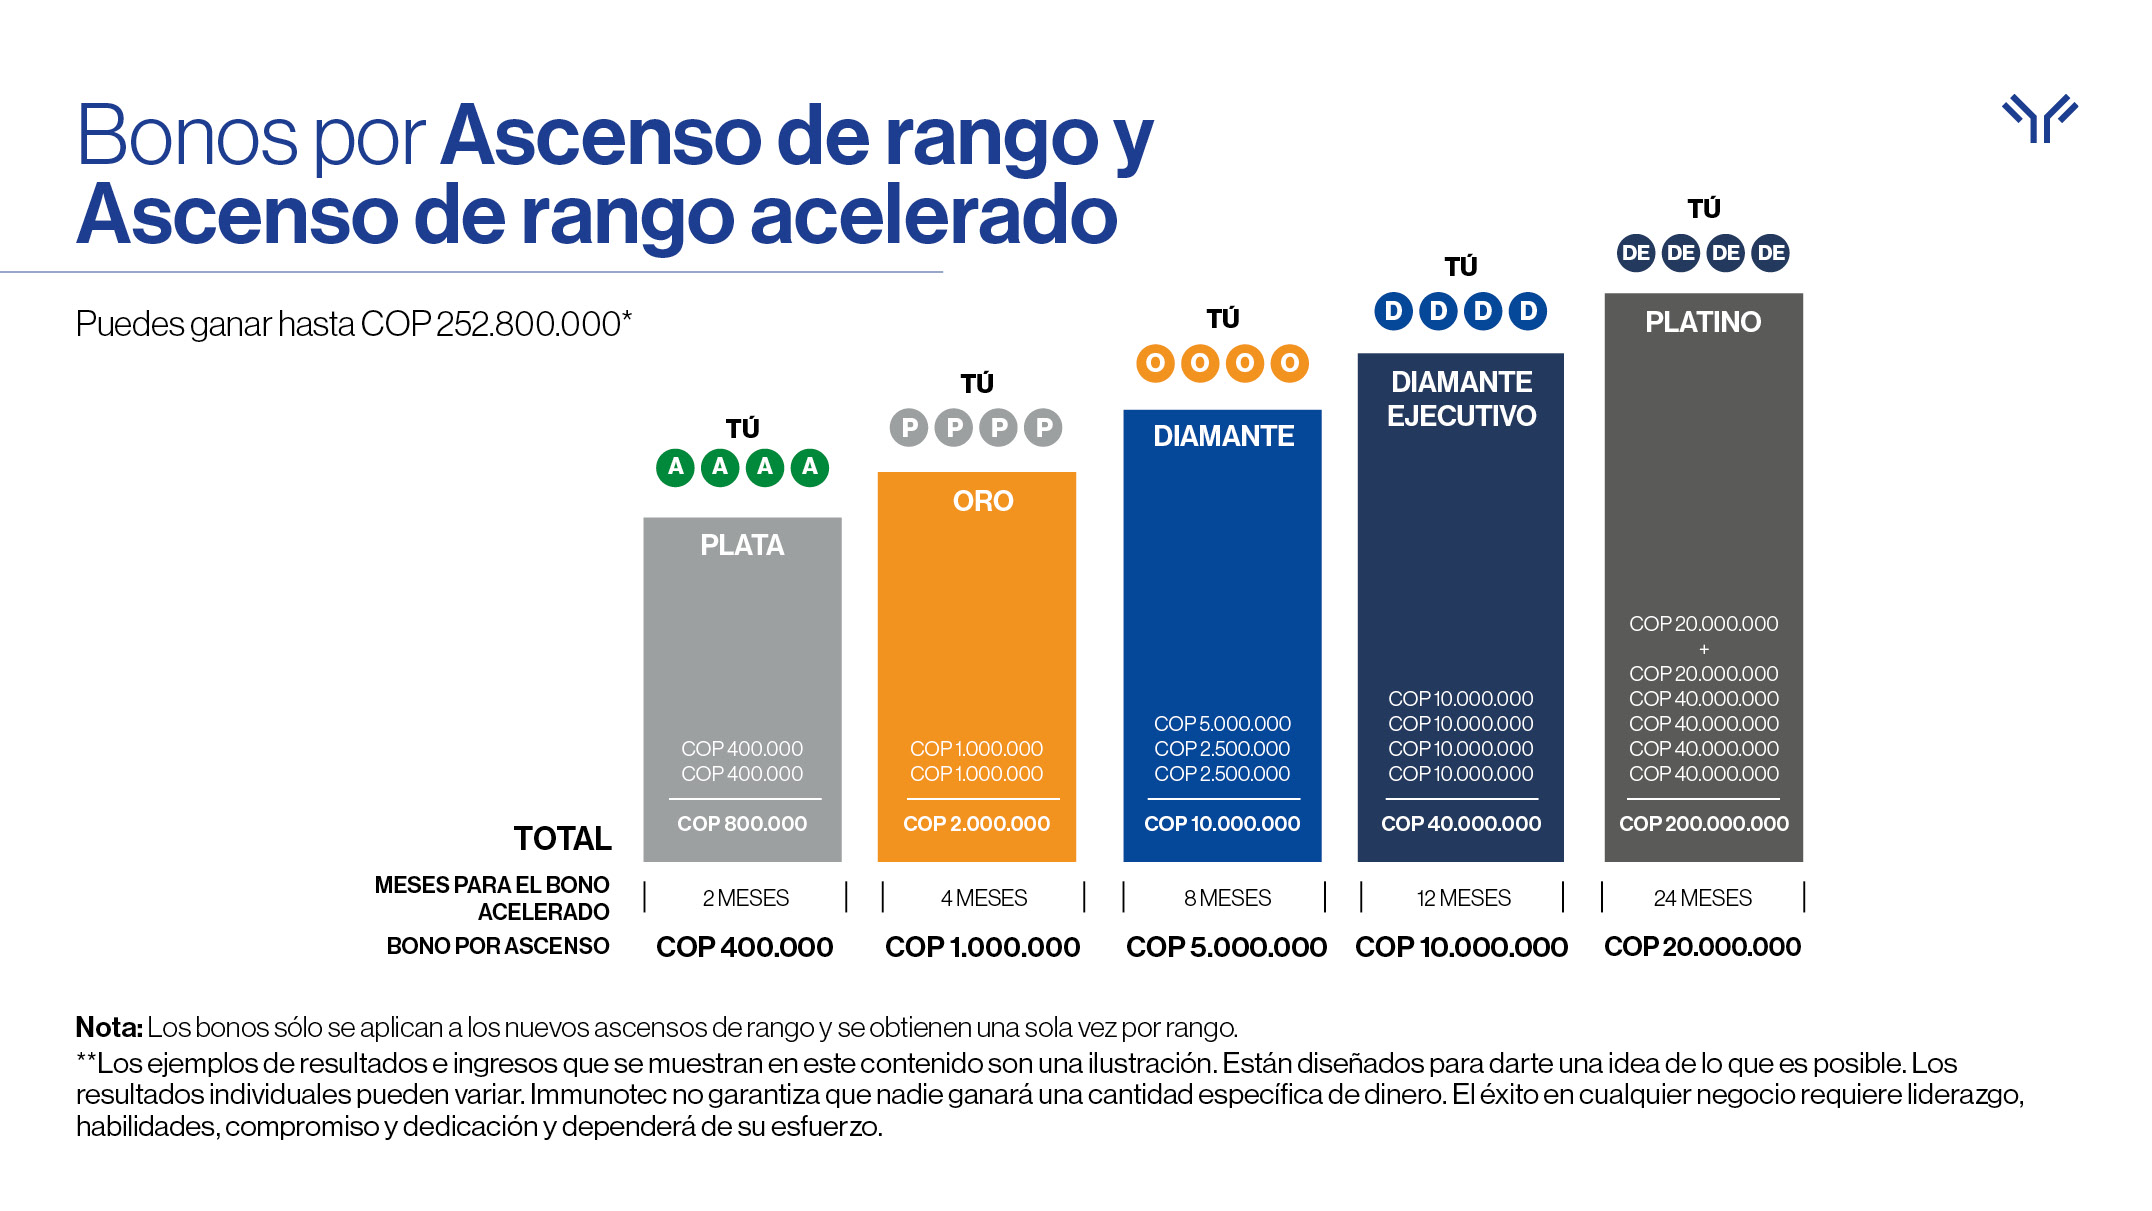 Bonos por Ascenso de rango y
Ascenso de rango acelerado
Puedes ganar hasta COP 252.800.000*
TÚ
A A A A
PLATA
COP 400.000
COP 400.000
COP 800.000
TÚ
P P P P
ORO
COP 1.000.000
COP 1.000.000
COP 2.000.000
TÚ
O O O O
DIAMANTE
COP 5.000.000
COP 2.500.000
COP 2.500.000
COP 10.000.000
TÚ
D D D D
DIAMANTE
EJECUTIVO
COP 10.000.000
COP 10.000.000
COP 10.000.000
COP 10.000.000
COP 40.000.000
TÚ
DE DE DE DE
PLATINO
COP 20.000.000
+
COP 20.000.000
COP 40.000.000
COP 40.000.000
COP 40.000.000
COP 40.000.000
COP 200.000.000
TOTAL
MESES PARA EL BONO
ACELERADO
2 MESES 4 MESES 8 MESES 12 MESES 24 MESES
BONO POR ASCENSO COP 400.000 COP 1.000.000 COP 5.000.000 COP 10.000.000 COP 20.000.000
Nota: Los bonos sólo se aplican a los nuevos ascensos de rango y se obtienen una sola vez por rango.
**Los ejemplos de resultados e ingresos que se muestran en este contenido son una ilustración. Están diseñados para darte una idea de lo que es posible. Los
resultados individuales pueden variar. Immunotec no garantiza que nadie ganará una cantidad específica de dinero. El éxito en cualquier negocio requiere liderazgo,
habilidades, compromiso y dedicación y dependerá de su esfuerzo.